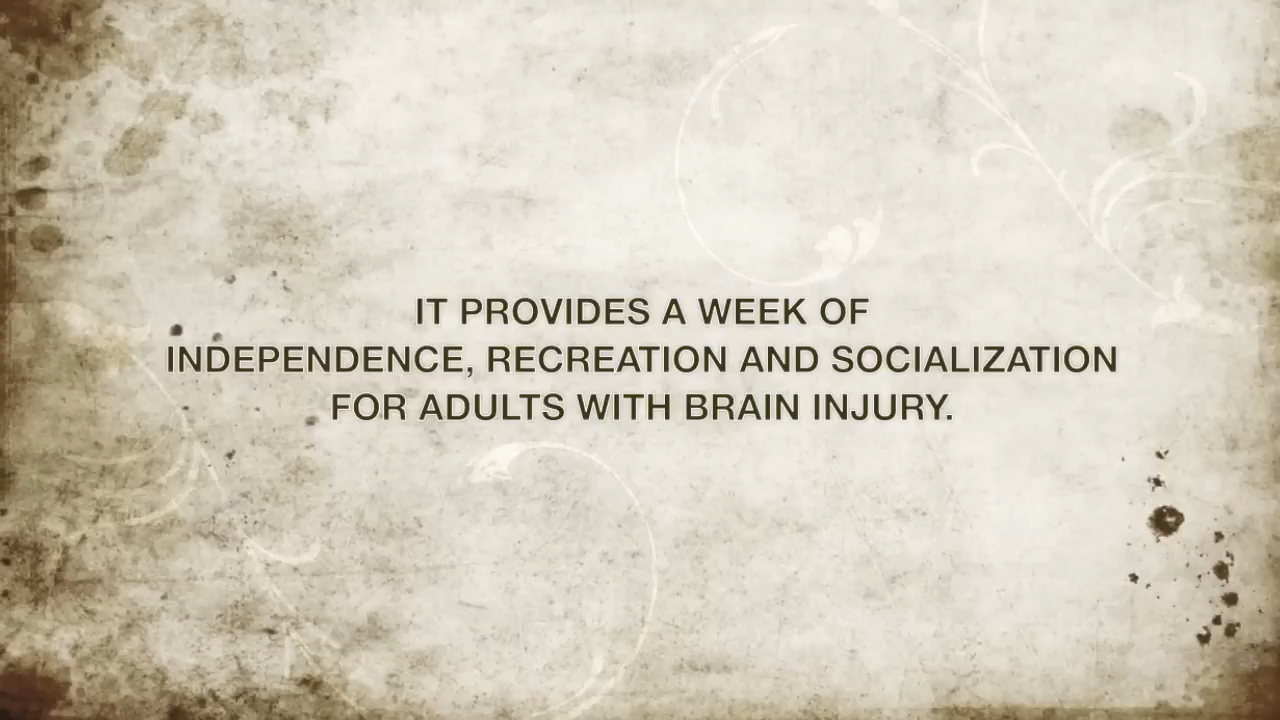 IT PROVIDES A WEEK OF
INDEPENDENCE, RECREATION AND SOCIALIZATION
FOR ADULTS WITH BRAIN INJURY.